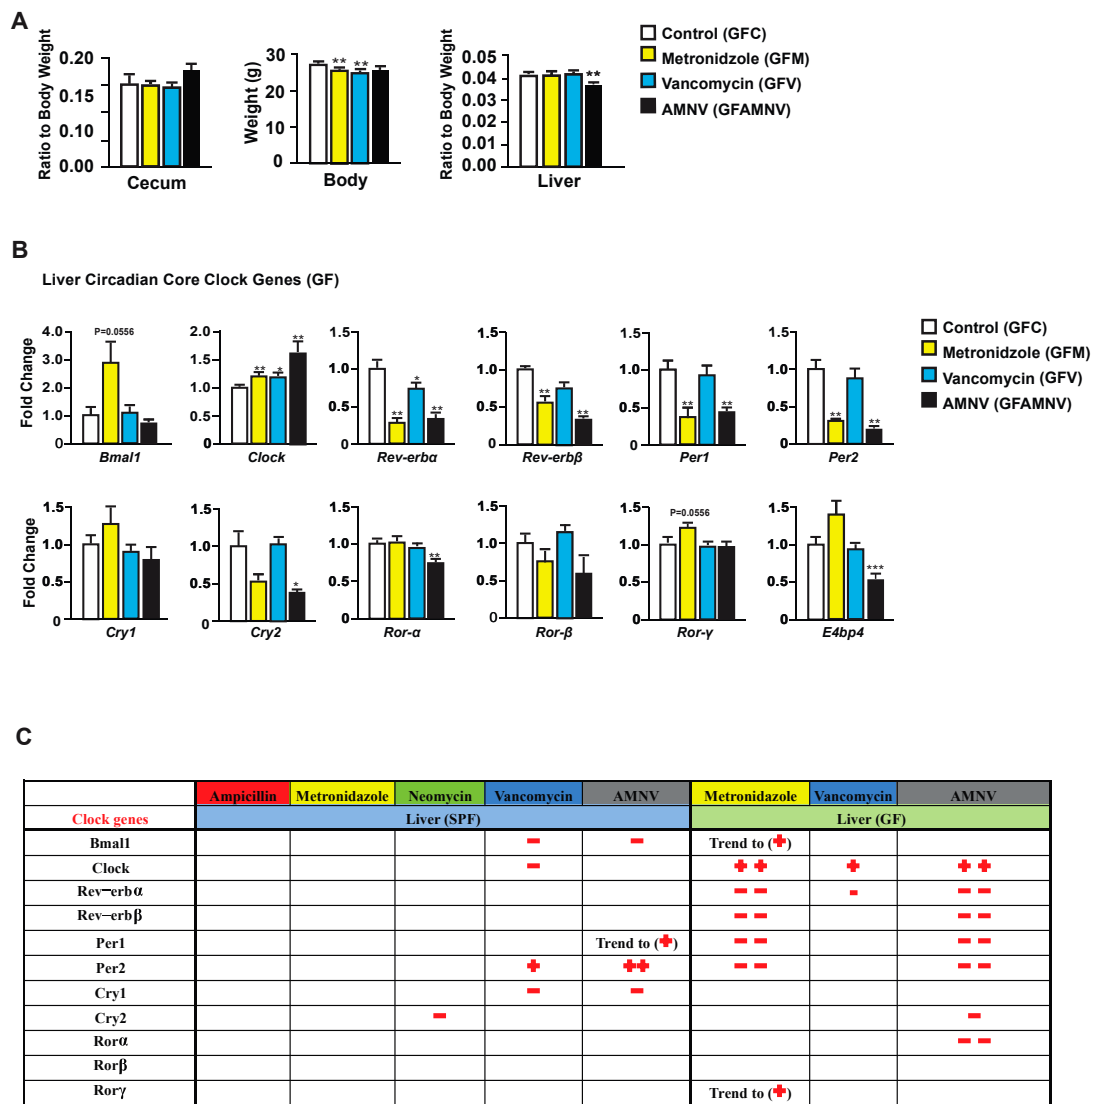 A
Ratio to Body Weight
0.20
0.15
0.10
0.00
Cecum
Weight (g)
30
20
10
0
** **
Body
Ratio to Body Weight
0.05
0.04
0.03
0.02
0.01
0.00
**
Liver
Control (GFC)
Metronidzole (GFM)
Vancomycin (GFV)
AMNV (GFAMNV)
B
Liver Circadian Core Clock Genes (GF)
Fold Change
4.0
3.0
2.0
1.0
0
P=0.0556
Bmal1
2.0
1.5
1.0
0.5
0
** * **
Clock
1.5
1.0
0.5
0
** * **
Rev-erbα
1.5
1.0
0.5
0
** **
Rev-erbβ
1.5
1.0
0.5
0
** **
Per1
1.5
1.0
0.5
0
** **
Per2
Control (GFC)
Metronidzole (GFM)
Vancomycin (GFV)
AMNV (GFAMNV)
Fold Change
1.5
1.0
0.5
0
Cry1
1.5
1.0
0.5
0
*
Cry2
1.5
1.0
0.5
0
**
Ror-α
1.5
1.0
0.5
0
Ror-β
1.5
1.0
0.5
0
P=0.0556
Ror-γ
1.5
1.0
0.5
0
***
E4bp4
C
Ampicillin Metronidazole Neomycin Vancomycin AMNV Metronidazole Vancomycin AMNV
Clock genes Liver (SPF) Liver (GF)
Bmal1 - - Trend to (+)
Clock - ++ + ++
Rev-erbα -- - --
Rev-erbβ -- --
Per1 Trend to (+) -- --
Per2 + ++ -- --
Cry1 - -
Cry2 - -
Rorα --
Rorβ
Rorγ Trend to (+)